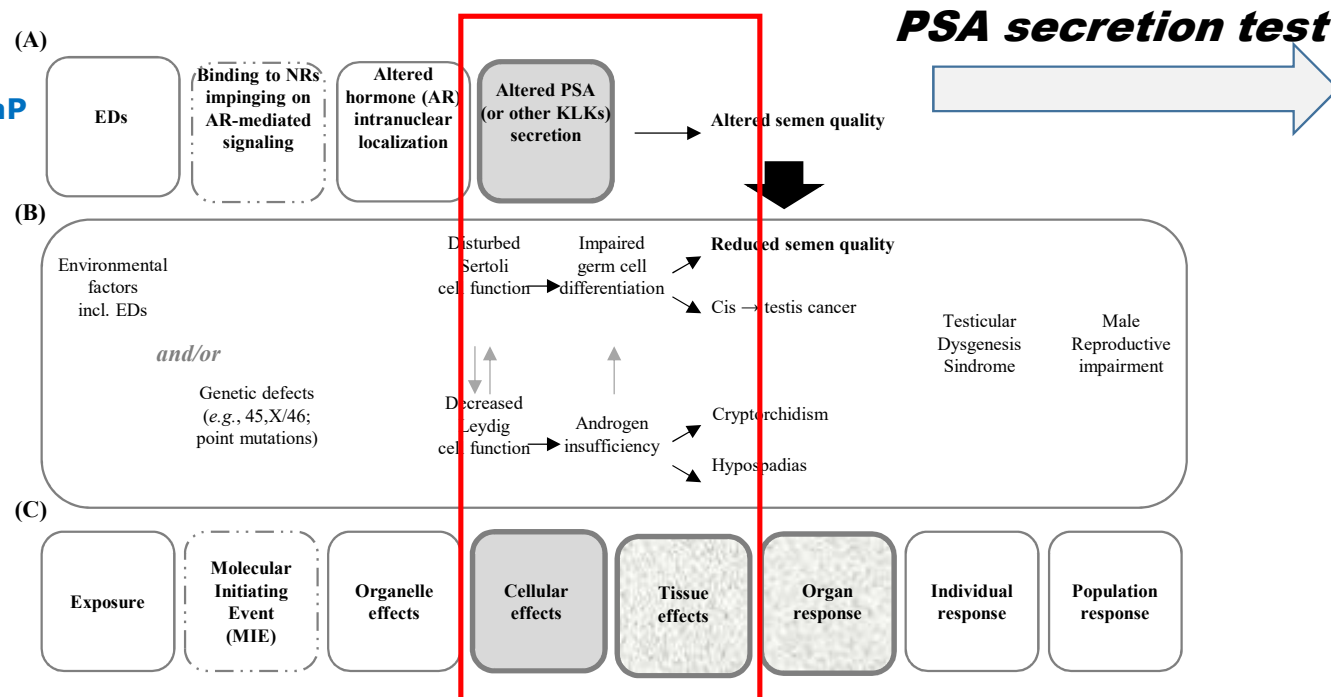 PSA secretion test
(A)
nP
EDs
Binding to NRs
impinging on
AR-mediated
signaling
Altered
hormone (AR)
intranuclear
localization
Altered PSA
(or other KLKs)
secretion
Altered semen quality
(B)
Environmental
factors
incl. EDs
and/or
Genetic defects
(e.g., 45,X/46;
point mutations)
Disturbed
Sertoli
cell function
Impaired
germ cell
differentiation
Reduced semen quality
Cis → testis cancer
Decreased
Leydig
cell function
Androgen
insufficiency
Cryptorchidism
Hypospadias
Testicular
Dysgenesis
Sindrome
Male
Reproductive
impairment
(C)
Exposure
Molecular
Initiating
Event
(MIE)
Organelle
effects
Cellular
effects
Tissue
effects
Organ
response
Individual
response
Population
response